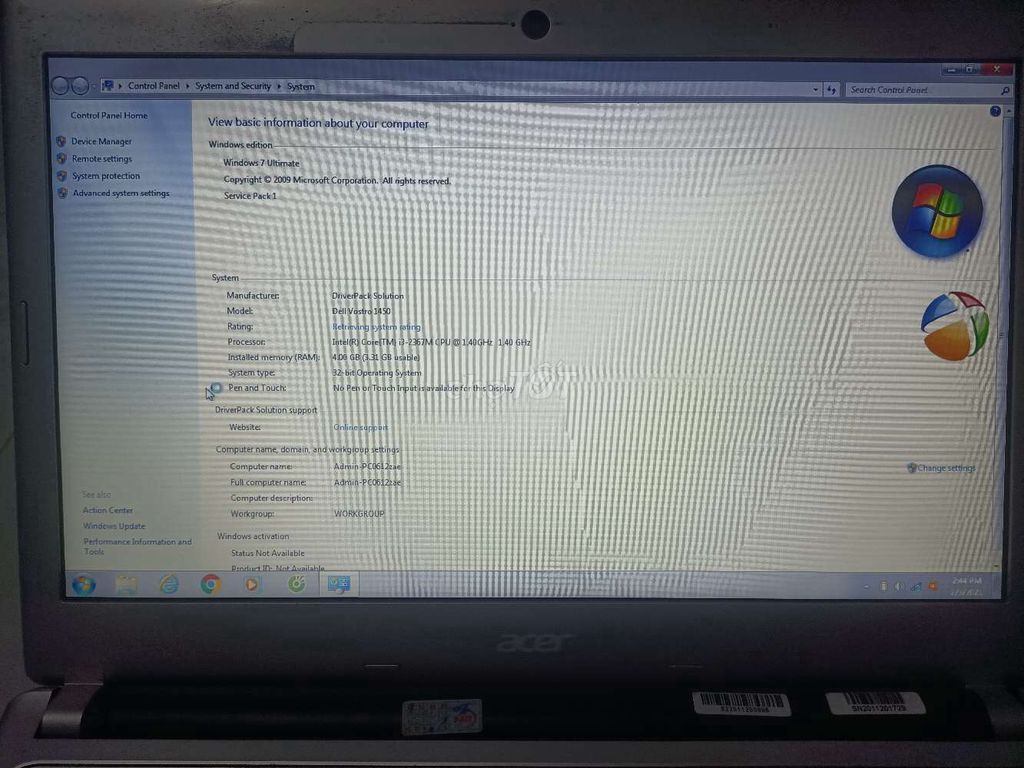 Control Panel ▸ System and Security ▸ System
Search Control Panel
Control Panel Home
Device Manager
Remote settings
System protection
Advanced system settings
See also
Action Center
Windows Update
Performance Information and
Tools
View basic information about your computer
Windows edition
Windows 7 Ultimate
Copyright © 2009 Microsoft Corporation. All rights reserved.
Service Pack 1
System
Manufacturer: DriverPack Solution
Model: Dell Vostro 1450
Rating: Retrieving system rating
Processor: Intel(R) Core(TM) i3-2367M CPU @ 1.40GHz 1.40 GHz
Installed memory (RAM): 4.00 GB (3.31 GB usable)
System type: 32-bit Operating System
Pen and Touch: No Pen or Touch Input is available for this Display
DriverPack Solution support
Website: Online support
Computer name, domain, and workgroup settings
Computer name: Admin-PC0612zae
Change settings
Full computer name: Admin-PC0612zae
Computer description:
Workgroup: WORKGROUP
Windows activation
Status Not Available
Product ID: Not Available
2:44 PM
acer
SN2011201729